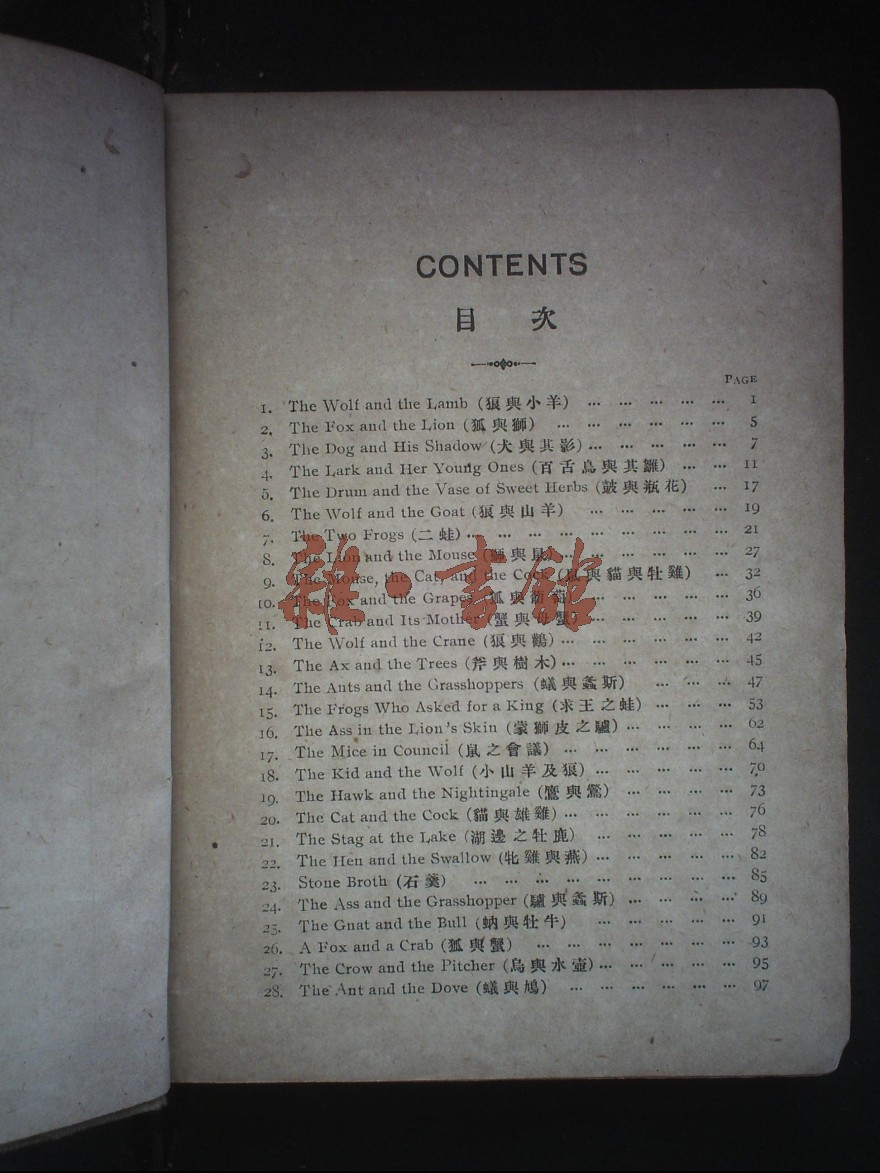 CONTENTS
目 次
PAGE
1. The Wolf and the Lamb (狼與小羊) ... ... ... ... ... 1
2. The Fox and the Lion (狐與獅) ... ... ... ... ... ... 5
3. The Dog and His Shadow (犬與其影) ... ... ... ... ... 7
4. The Lark and Her Young Ones (百舌鳥與其雛) ... ... 11
5. The Drum and the Vase of Sweet Herbs (鼓與瓶花) ... 17
6. The Wolf and the Goat (狼與山羊) ... ... ... ... ... 19
7. The Two Frogs (二蛙) ... ... ... ... ... ... ... ... ... 21
8. The Lion and the Mouse (獅與鼠) ... ... ... ... ... ... 27
9. The Mouse, the Cat, and the Cock (鼠與貓與牡雞) ... 32
10. The Fox and the Grapes (狐與葡萄) ... ... ... ... ... 36
11. The Crab and Its Mother (蟹與母蟹) ... ... ... ... ... 39
12. The Wolf and the Crane (狼與鶴) ... ... ... ... ... ... 42
13. The Ax and the Trees (斧與樹木) ... ... ... ... ... ... 45
14. The Ants and the Grasshoppers (蟻與螽斯) ... ... ... 47
15. The Frogs Who Asked for a King (求王之蛙) ... ... ... 53
16. The Ass in the Lion's Skin (蒙獅皮之驢) ... ... ... ... 62
17. The Mice in Council (鼠之會議) ... ... ... ... ... ... 64
18. The Kid and the Wolf (小山羊及狼) ... ... ... ... ... 70
19. The Hawk and the Nightingale (鷹與鶯) ... ... ... ... 73
20. The Cat and the Cock (貓與雄雞) ... ... ... ... ... ... 76
21. The Stag at the Lake (湖邊之牡鹿) ... ... ... ... ... 78
22. The Hen and the Swallow (牝雞與燕) ... ... ... ... ... 82
23. Stone Broth (石羹) ... ... ... ... ... ... ... ... ... 85
24. The Ass and the Grasshopper (驢與螽斯) ... ... ... ... 89
25. The Gnat and the Bull (蚋與牡牛) ... ... ... ... ... 91
26. A Fox and a Crab (狐與蟹) ... ... ... ... ... ... ... 93
27. The Crow and the Pitcher (烏與水壺) ... ... ... ... ... 95
28. The Ant and the Dove (蟻與鳩) ... ... ... ... ... ... 97
雜·書館